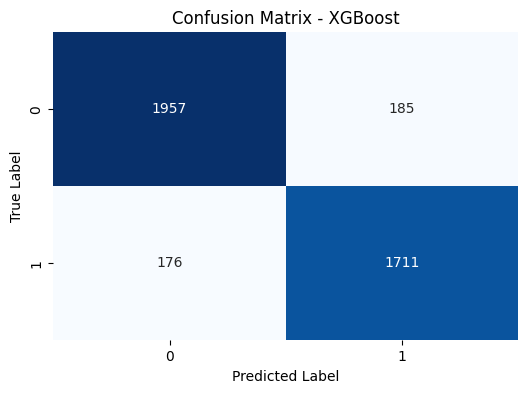 Confusion Matrix - XGBoost
True Label
0
1957
185
1
176
1711
0
1
Predicted Label